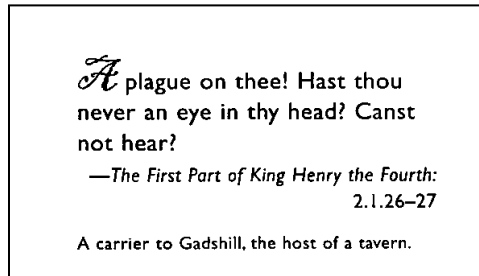 A plague on thee! Hast thou
never an eye in thy head? Canst
not hear?
—The First Part of King Henry the Fourth:
2.1.26–27
A carrier to Gadshill, the host of a tavern.